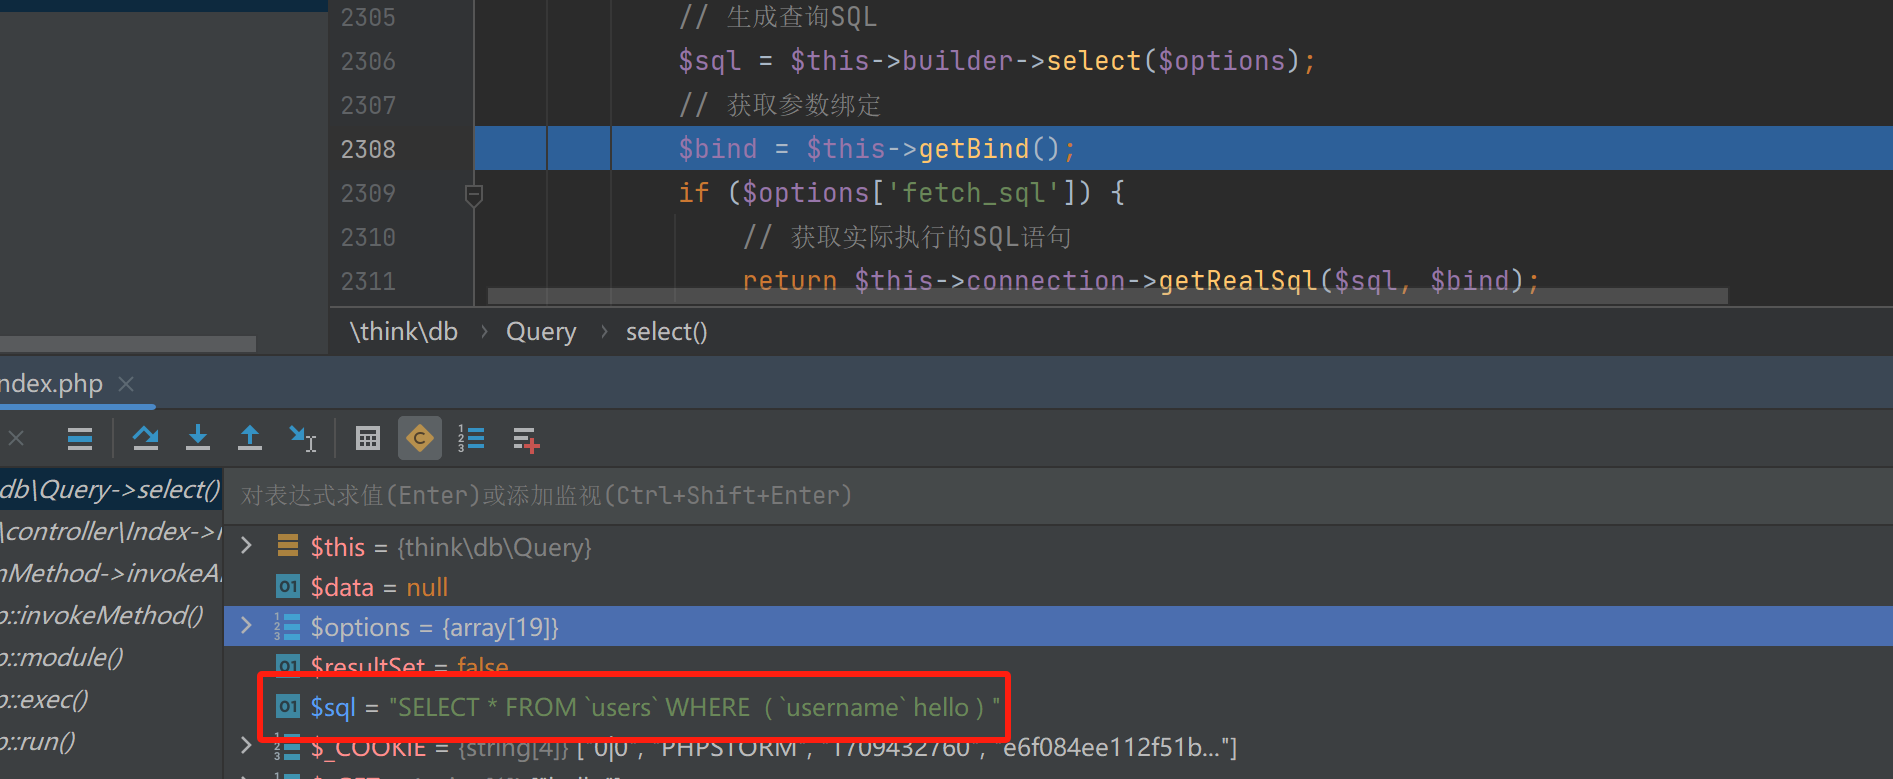 2305 // 生成查询SQL
2306 $sql = $this->builder->select($options);
2307 // 获取参数绑定
2308 $bind = $this->getBind();
2309 if ($options['fetch_sql']) {
2310 // 获取实际执行的SQL语句
2311 return $this->connection->getRealSql($sql, $bind);
\think\db › Query › select()
ndex.php
db\Query->select()
对表达式求值(Enter)或添加监视(Ctrl+Shift+Enter)
\controller\Index->
$this = {think\db\Query}
nMethod->invokeA
$data = null
::invokeMethod()
$options = {array[19]}
::module()
$resultSet = false
::exec()
$sql = "SELECT * FROM `users` WHERE ( `username` hello ) "
::run()
$_COOKIE = {string[4]} ["0|0", "PHPSTORM", "1709432760", "e6f084ee112f51b..."]